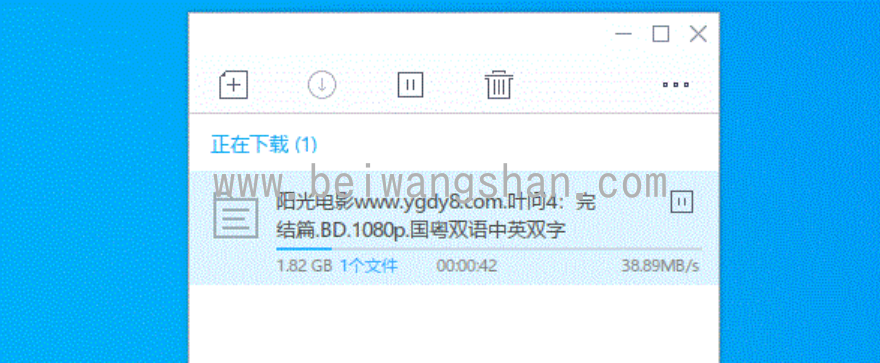 正在下载 (1)
www.beiwangshan.com
阳光电影www.ygdy8.com.叶问4：完
结篇.BD.1080p.国粤双语中英双字
1.82 GB 1个文件 00:00:42 38.89MB/s